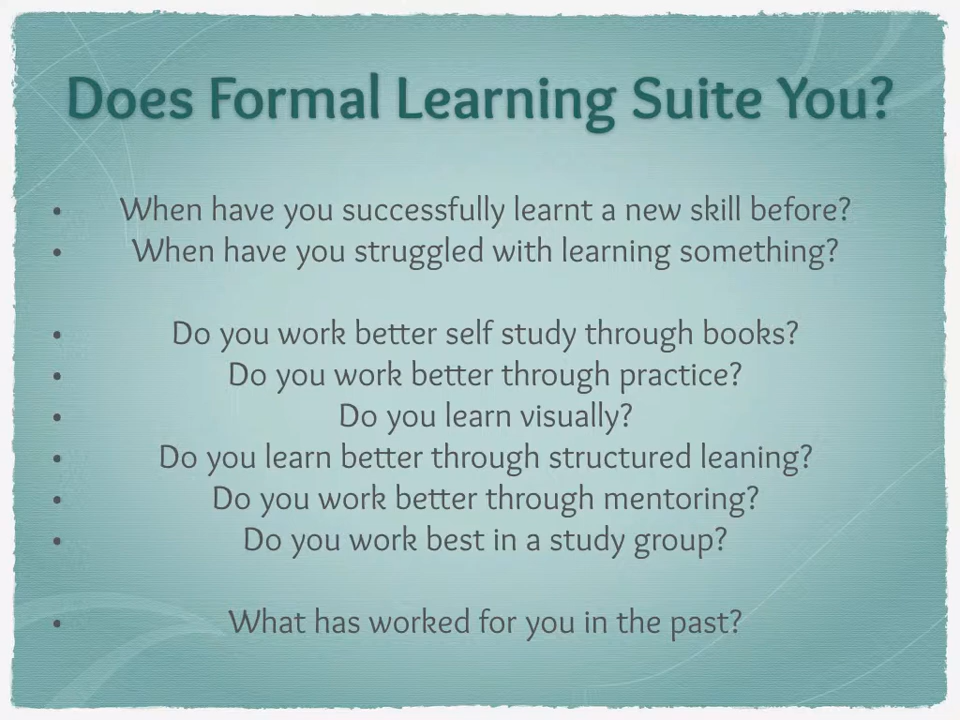 Does Formal Learning Suite You?
• When have you successfully learnt a new skill before?
• When have you struggled with learning something?
• Do you work better self study through books?
• Do you work better through practice?
• Do you learn visually?
• Do you learn better through structured leaning?
• Do you work better through mentoring?
• Do you work best in a study group?
• What has worked for you in the past?